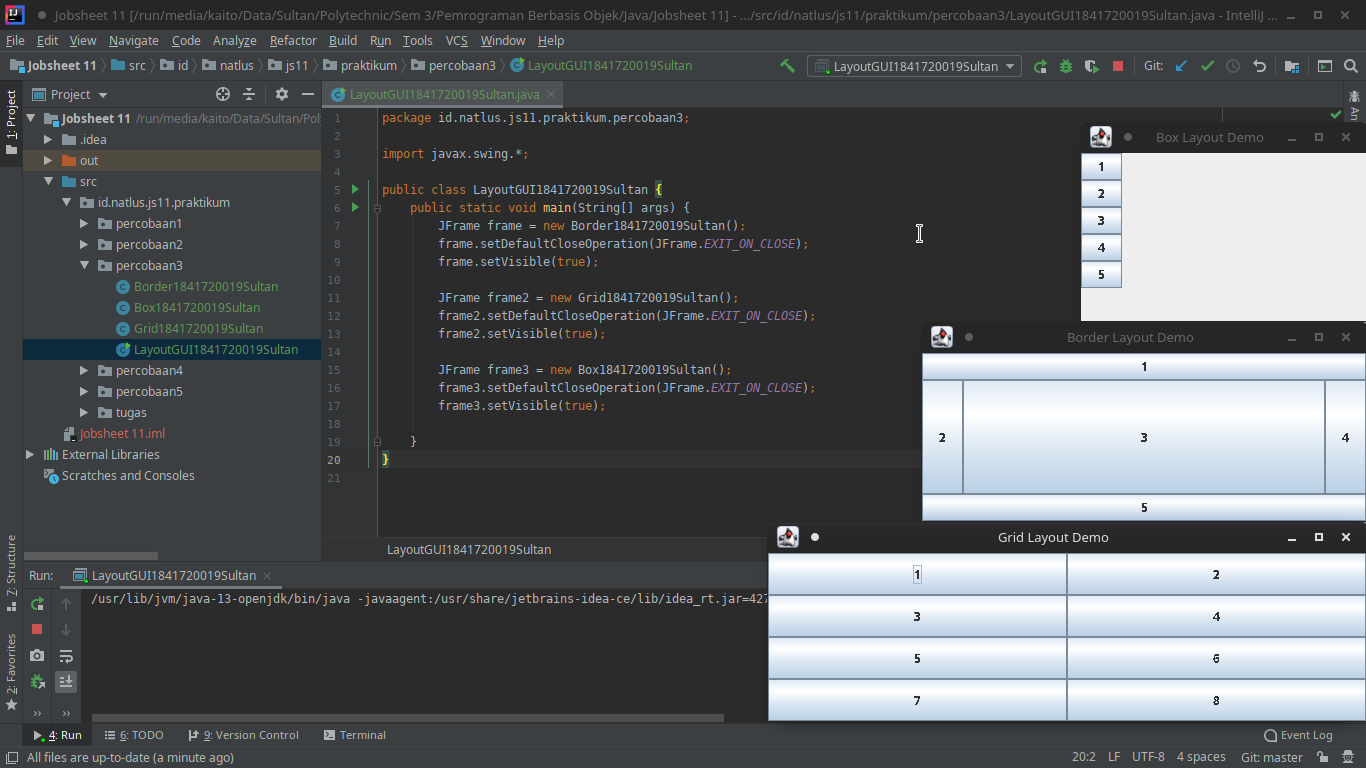 Jobsheet 11 [/run/media/kaito/Data/Sultan/Polytechnic/Sem 3/Pemrograman Berbasis Objek/Java/Jobsheet 11] - .../src/id/natlus/js11/praktikum/percobaan3/LayoutGUI1841720019Sultan.java - IntelliJ ...
File Edit View Navigate Code Analyze Refactor Build Run Tools VCS Window Help
Jobsheet 11 src id natlus js11 praktikum percobaan3 LayoutGUI1841720019Sultan LayoutGUI1841720019Sultan Git:
1: Project
Project
LayoutGUI1841720019Sultan.java
Jobsheet 11 /run/media/kaito/Data/Sultan/Pol
.idea
out
src
id.natlus.js11.praktikum
percobaan1
percobaan2
percobaan3
Border1841720019Sultan
Box1841720019Sultan
Grid1841720019Sultan
LayoutGUI1841720019Sultan
percobaan4
percobaan5
tugas
Jobsheet 11.iml
External Libraries
Scratches and Consoles
1 package id.natlus.js11.praktikum.percobaan3;
2
3 import javax.swing.*;
4
5 public class LayoutGUI1841720019Sultan {
6 public static void main(String[] args) {
7 JFrame frame = new Border1841720019Sultan();
8 frame.setDefaultCloseOperation(JFrame.EXIT_ON_CLOSE);
9 frame.setVisible(true);
10
11 JFrame frame2 = new Grid1841720019Sultan();
12 frame2.setDefaultCloseOperation(JFrame.EXIT_ON_CLOSE);
13 frame2.setVisible(true);
14
15 JFrame frame3 = new Box1841720019Sultan();
16 frame3.setDefaultCloseOperation(JFrame.EXIT_ON_CLOSE);
17 frame3.setVisible(true);
18
19 }
20 }
21
LayoutGUI1841720019Sultan
An
Box Layout Demo
1
2
3
4
5
Border Layout Demo
1
2 3 4
5
Grid Layout Demo
1 2
3 4
5 6
7 8
7: Structure
2: Favorites
Run: LayoutGUI1841720019Sultan
/usr/lib/jvm/java-13-openjdk/bin/java -javaagent:/usr/share/jetbrains-idea-ce/lib/idea_rt.jar=427
4: Run 6: TODO 9: Version Control Terminal Event Log
All files are up-to-date (a minute ago) 20:2 LF UTF-8 4 spaces Git: master